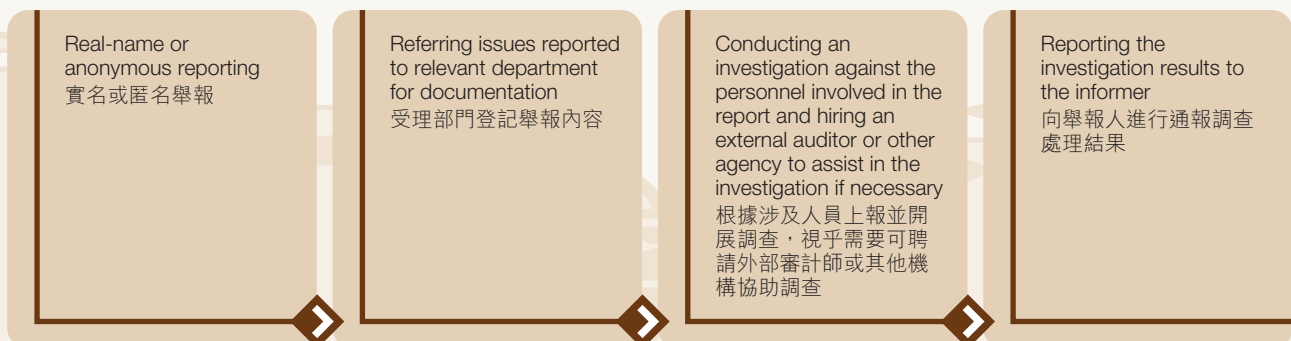 Real-name or
anonymous reporting
實名或匿名舉報
Referring issues reported
to relevant department
for documentation
受理部門登記舉報內容
Conducting an
investigation against the
personnel involved in the
report and hiring an
external auditor or other
agency to assist in the
investigation if necessary
根據涉及人員上報並開
展調查，視乎需要可聘
請外部審計師或其他機
構協助調查
Reporting the
investigation results to
the informer
向舉報人進行通報調查
處理結果